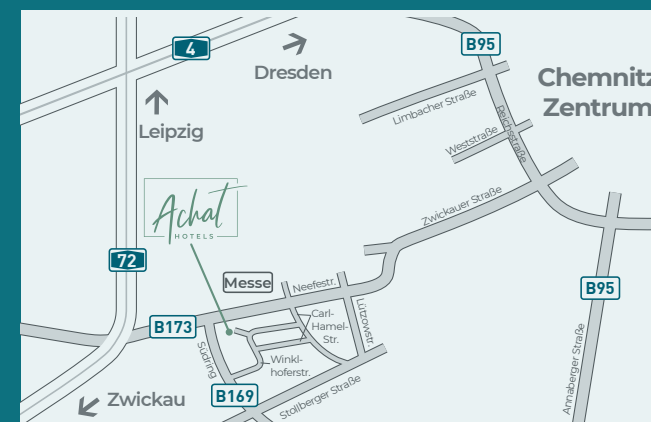 4
B95
Dresden
Chemnitz
Zentrum
Limbacher Straße
Reichsstraße
Leipzig
Weststraße
Achat
HOTELS
Zwickauer Straße
72
Messe
Neefestr.
B95
B173
Carl-
Hamel-
Str.
Lützowstr.
Südring
Winkl-
hoferstr.
Annaberger Straße
Zwickau
B169
Stollberger Straße